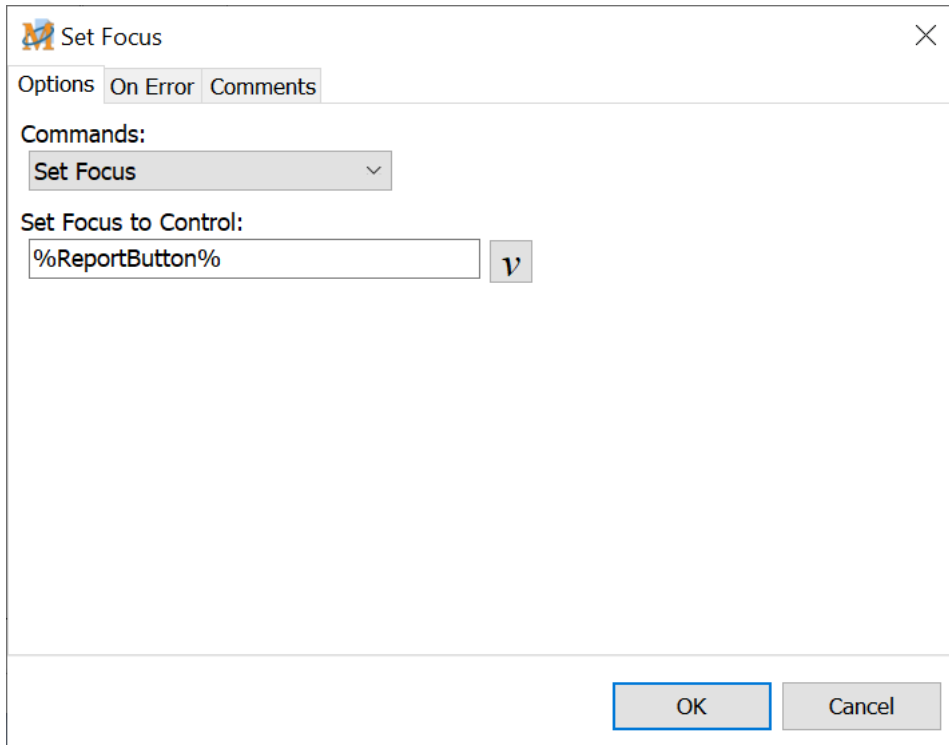 Set Focus
Options On Error Comments
Commands:
Set Focus
Set Focus to Control:
%ReportButton%
v
OK Cancel